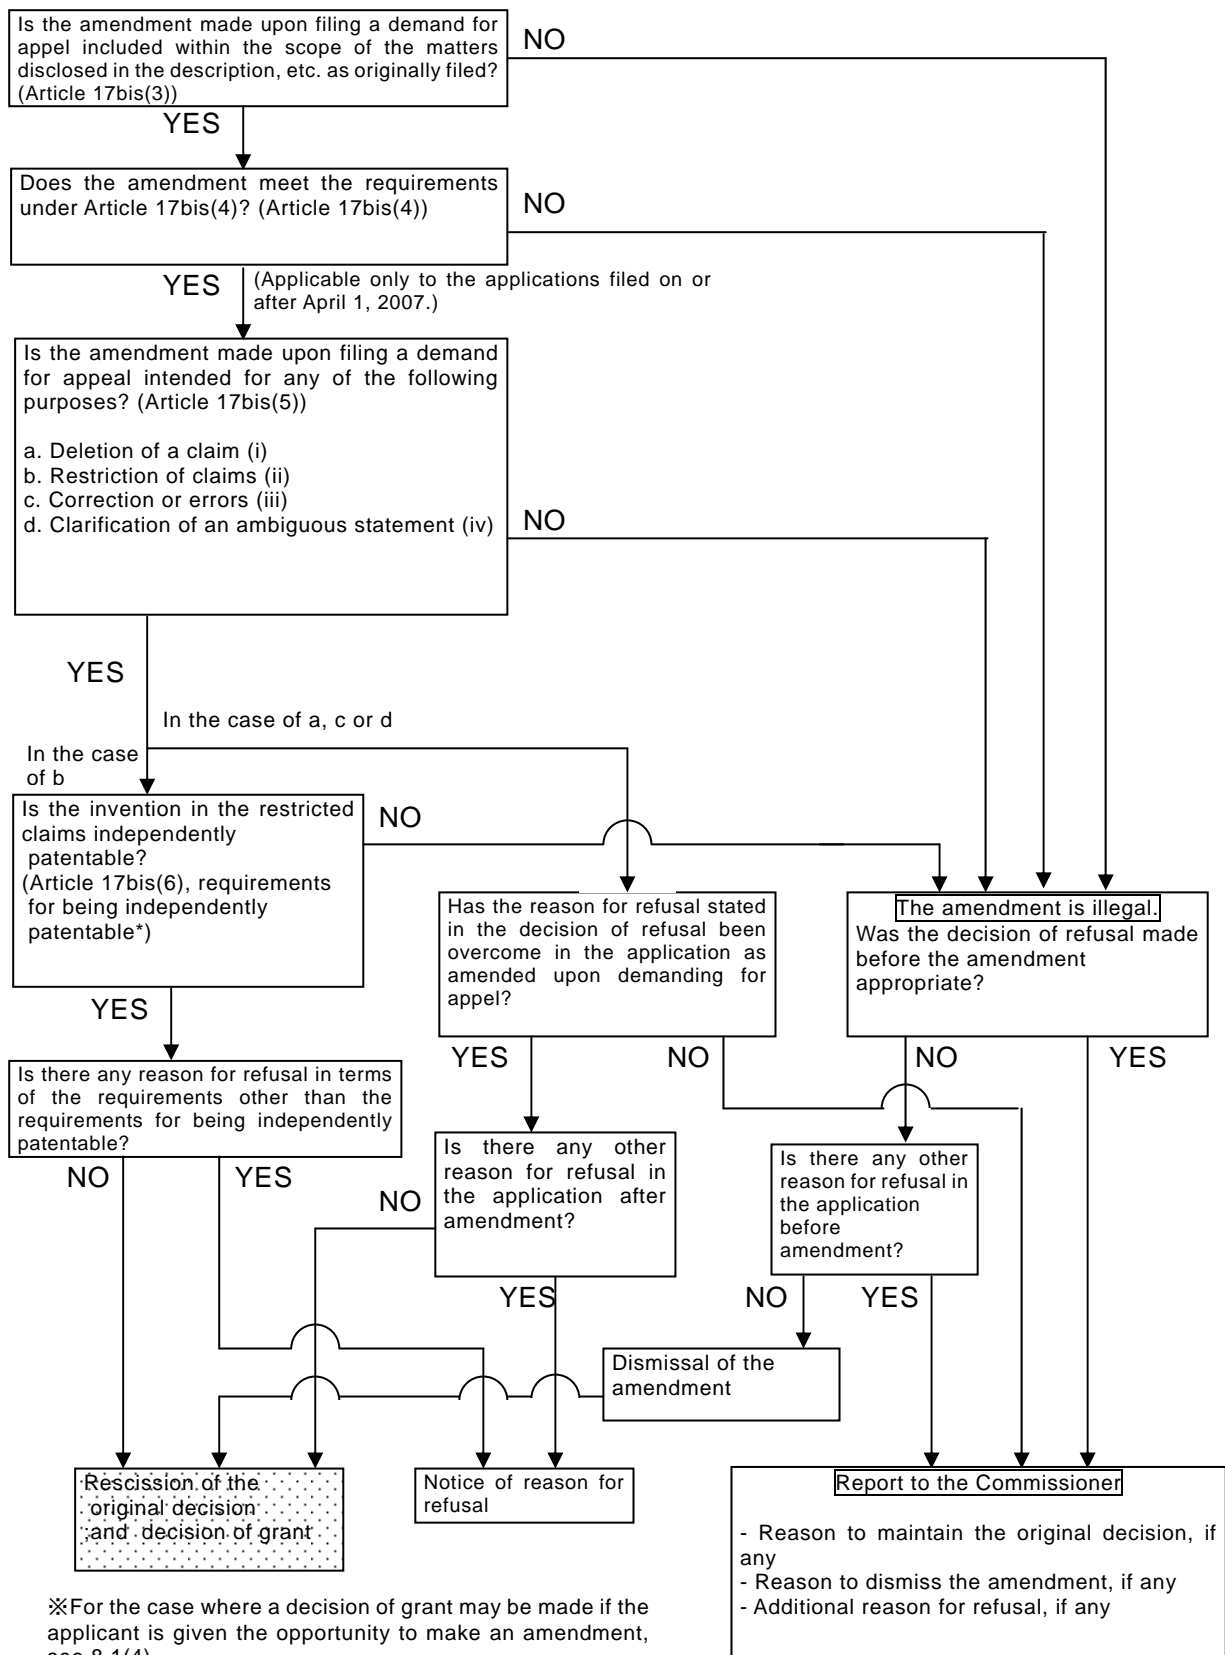 Is the amendment made upon filing a demand for
appel included within the scope of the matters
disclosed in the description, etc. as originally filed?
(Article 17bis(3))
NO
YES
Does the amendment meet the requirements
under Article 17bis(4)? (Article 17bis(4))
NO
YES
(Applicable only to the applications filed on or
after April 1, 2007.)
Is the amendment made upon filing a demand
for appeal intended for any of the following
purposes? (Article 17bis(5))
a. Deletion of a claim (i)
b. Restriction of claims (ii)
c. Correction or errors (iii)
d. Clarification of an ambiguous statement (iv)
NO
YES
In the case of a, c or d
In the case
of b
Is the invention in the restricted
claims independently
patentable?
(Article 17bis(6), requirements
for being independently
patentable*)
NO
YES
Has the reason for refusal stated
in the decision of refusal been
overcome in the application as
amended upon demanding for
appel?
YES
NO
The amendment is illegal.
Was the decision of refusal made
before the amendment
appropriate?
NO
YES
Is there any reason for refusal in terms
of the requirements other than the
requirements for being independently
patentable?
NO
YES
Is there any other
reason for refusal in
the application after
amendment?
NO
YES
Is there any other
reason for refusal in
the application
before
amendment?
NO
YES
Dismissal of the
amendment
Rescission of the
original decision
;and decision of grant
Notice of reason for
refusal
Report to the Commissioner
- Reason to maintain the original decision, if
any
- Reason to dismiss the amendment, if any
- Additional reason for refusal, if any
※For the case where a decision of grant may be made if the
applicant is given the opportunity to make an amendment,
see 8.1(4)